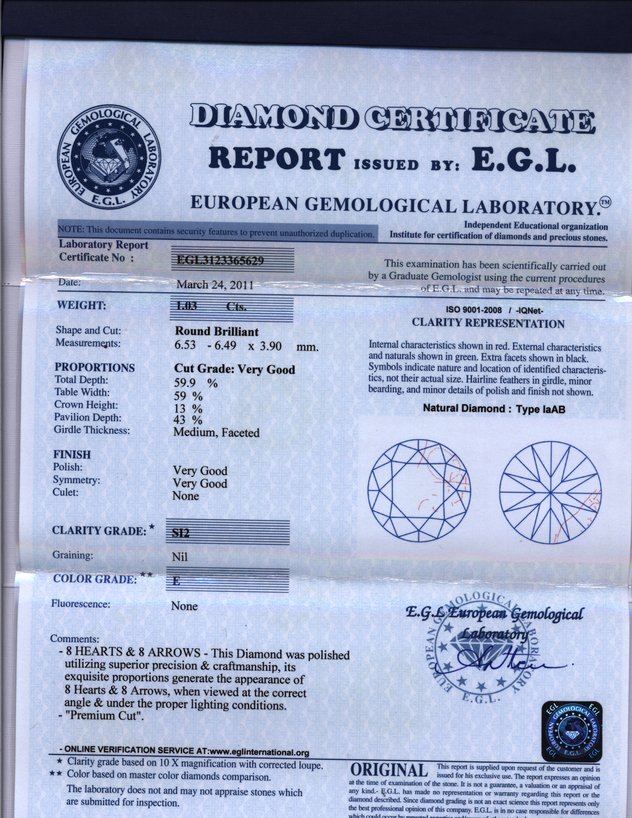 DIAMOND CERTIFICATE
REPORT ISSUED BY: E.G.L.
EUROPEAN GEMOLOGICAL LABORATORY.™
EUROPEAN GEMOLOGICAL LABORATORY
E.G.L.
Independent Educational organization
Institute for certification of diamonds and precious stones.
NOTE: This document contains security features to prevent unauthorized duplication.
Laboratory Report
Certificate No : EGL3123365629
Date: March 24, 2011
WEIGHT: 1.03 Cts.
Shape and Cut: Round Brilliant
Measurements: 6.53 - 6.49 x 3.90 mm.
PROPORTIONS Cut Grade: Very Good
Total Depth: 59.9 %
Table Width: 59 %
Crown Height: 13 %
Pavilion Depth: 43 %
Girdle Thickness: Medium, Faceted
FINISH
Polish: Very Good
Symmetry: Very Good
Culet: None
CLARITY GRADE: * SI2
Graining: Nil
COLOR GRADE: ** E
Fluorescence: None
Comments:
- 8 HEARTS & 8 ARROWS - This Diamond was polished
utilizing superior precision & craftmanship, its
exquisite proportions generate the appearance of
8 Hearts & 8 Arrows, when viewed at the correct
angle & under the proper lighting conditions.
- "Premium Cut".
- ONLINE VERIFICATION SERVICE AT:www.eglinternational.org
* Clarity grade based on 10 X magnification with corrected loupe.
** Color based on master color diamonds comparison.
The laboratory does not and may not appraise stones which
are submitted for inspection.
This examination has been scientifically carried out
by a Graduate Gemologist using the current procedures
of E.G.L. and may be repeated at any time.
ISO 9001-2008 / -IQNet-
CLARITY REPRESENTATION
Internal characteristics shown in red. External characteristics
and naturals shown in green. Extra facets shown in black.
Symbols indicate nature and location of identified characteris-
tics, not their actual size. Hairline feathers in girdle, minor
bearding, and minor details of polish and finish not shown.
Natural Diamond : Type IaAB
E.G.L European Gemological
Laboratory
EUROPEAN GEMOLOGICAL LABORATORY
E.G.L.
EGL
EGL
EGL
EGL
ORIGINAL This report is supplied upon request of the customer and is
issued for his exclusive use. The report expresses an opinion
at the time of examination of the stone. It is not a guarantee, a valuation or an appraisal of
any kind.- E.G.L. has made no representation or warranty regarding this report or the
diamond described. Since diamond grading is not an exact science this report represents only
the best professional opinion of this company. E.G.L. is in no case responsible for differences